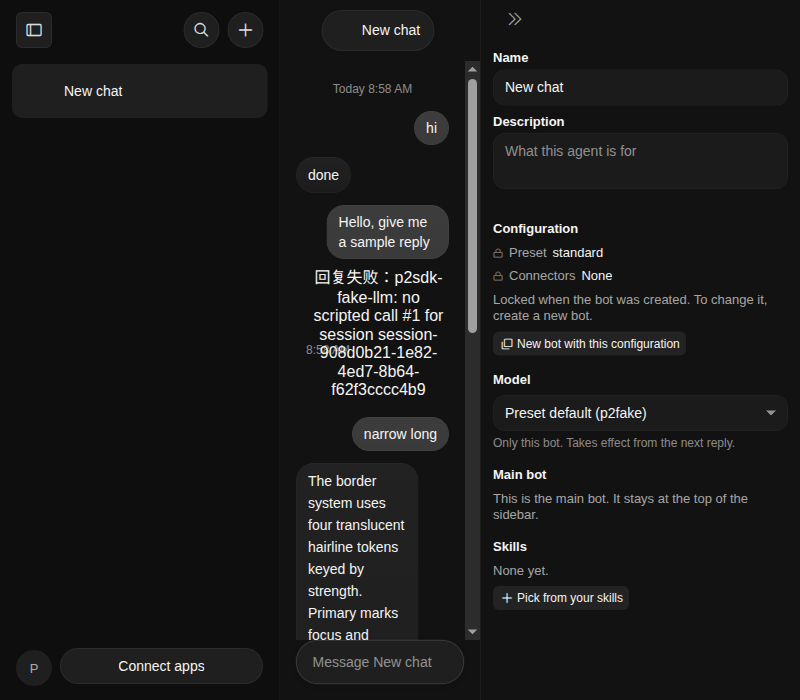 New chat
P
Connect apps
New chat
Today 8:58 AM
hi
done
Hello, give me
a sample reply
回复失败：p2sdk-
fake-llm: no
scripted call #1 for
session session-
908d0b21-1e82-
4ed7-8b64-
f62f3cccc4b9
narrow long
The border
system uses
four translucent
hairline tokens
keyed by
strength.
Primary marks
focus and
Message New chat
Name
New chat
Description
What this agent is for
Configuration
Preset standard
Connectors None
Locked when the bot was created. To change it,
create a new bot.
New bot with this configuration
Model
Preset default (p2fake)
Only this bot. Takes effect from the next reply.
Main bot
This is the main bot. It stays at the top of the
sidebar.
Skills
None yet.
Pick from your skills